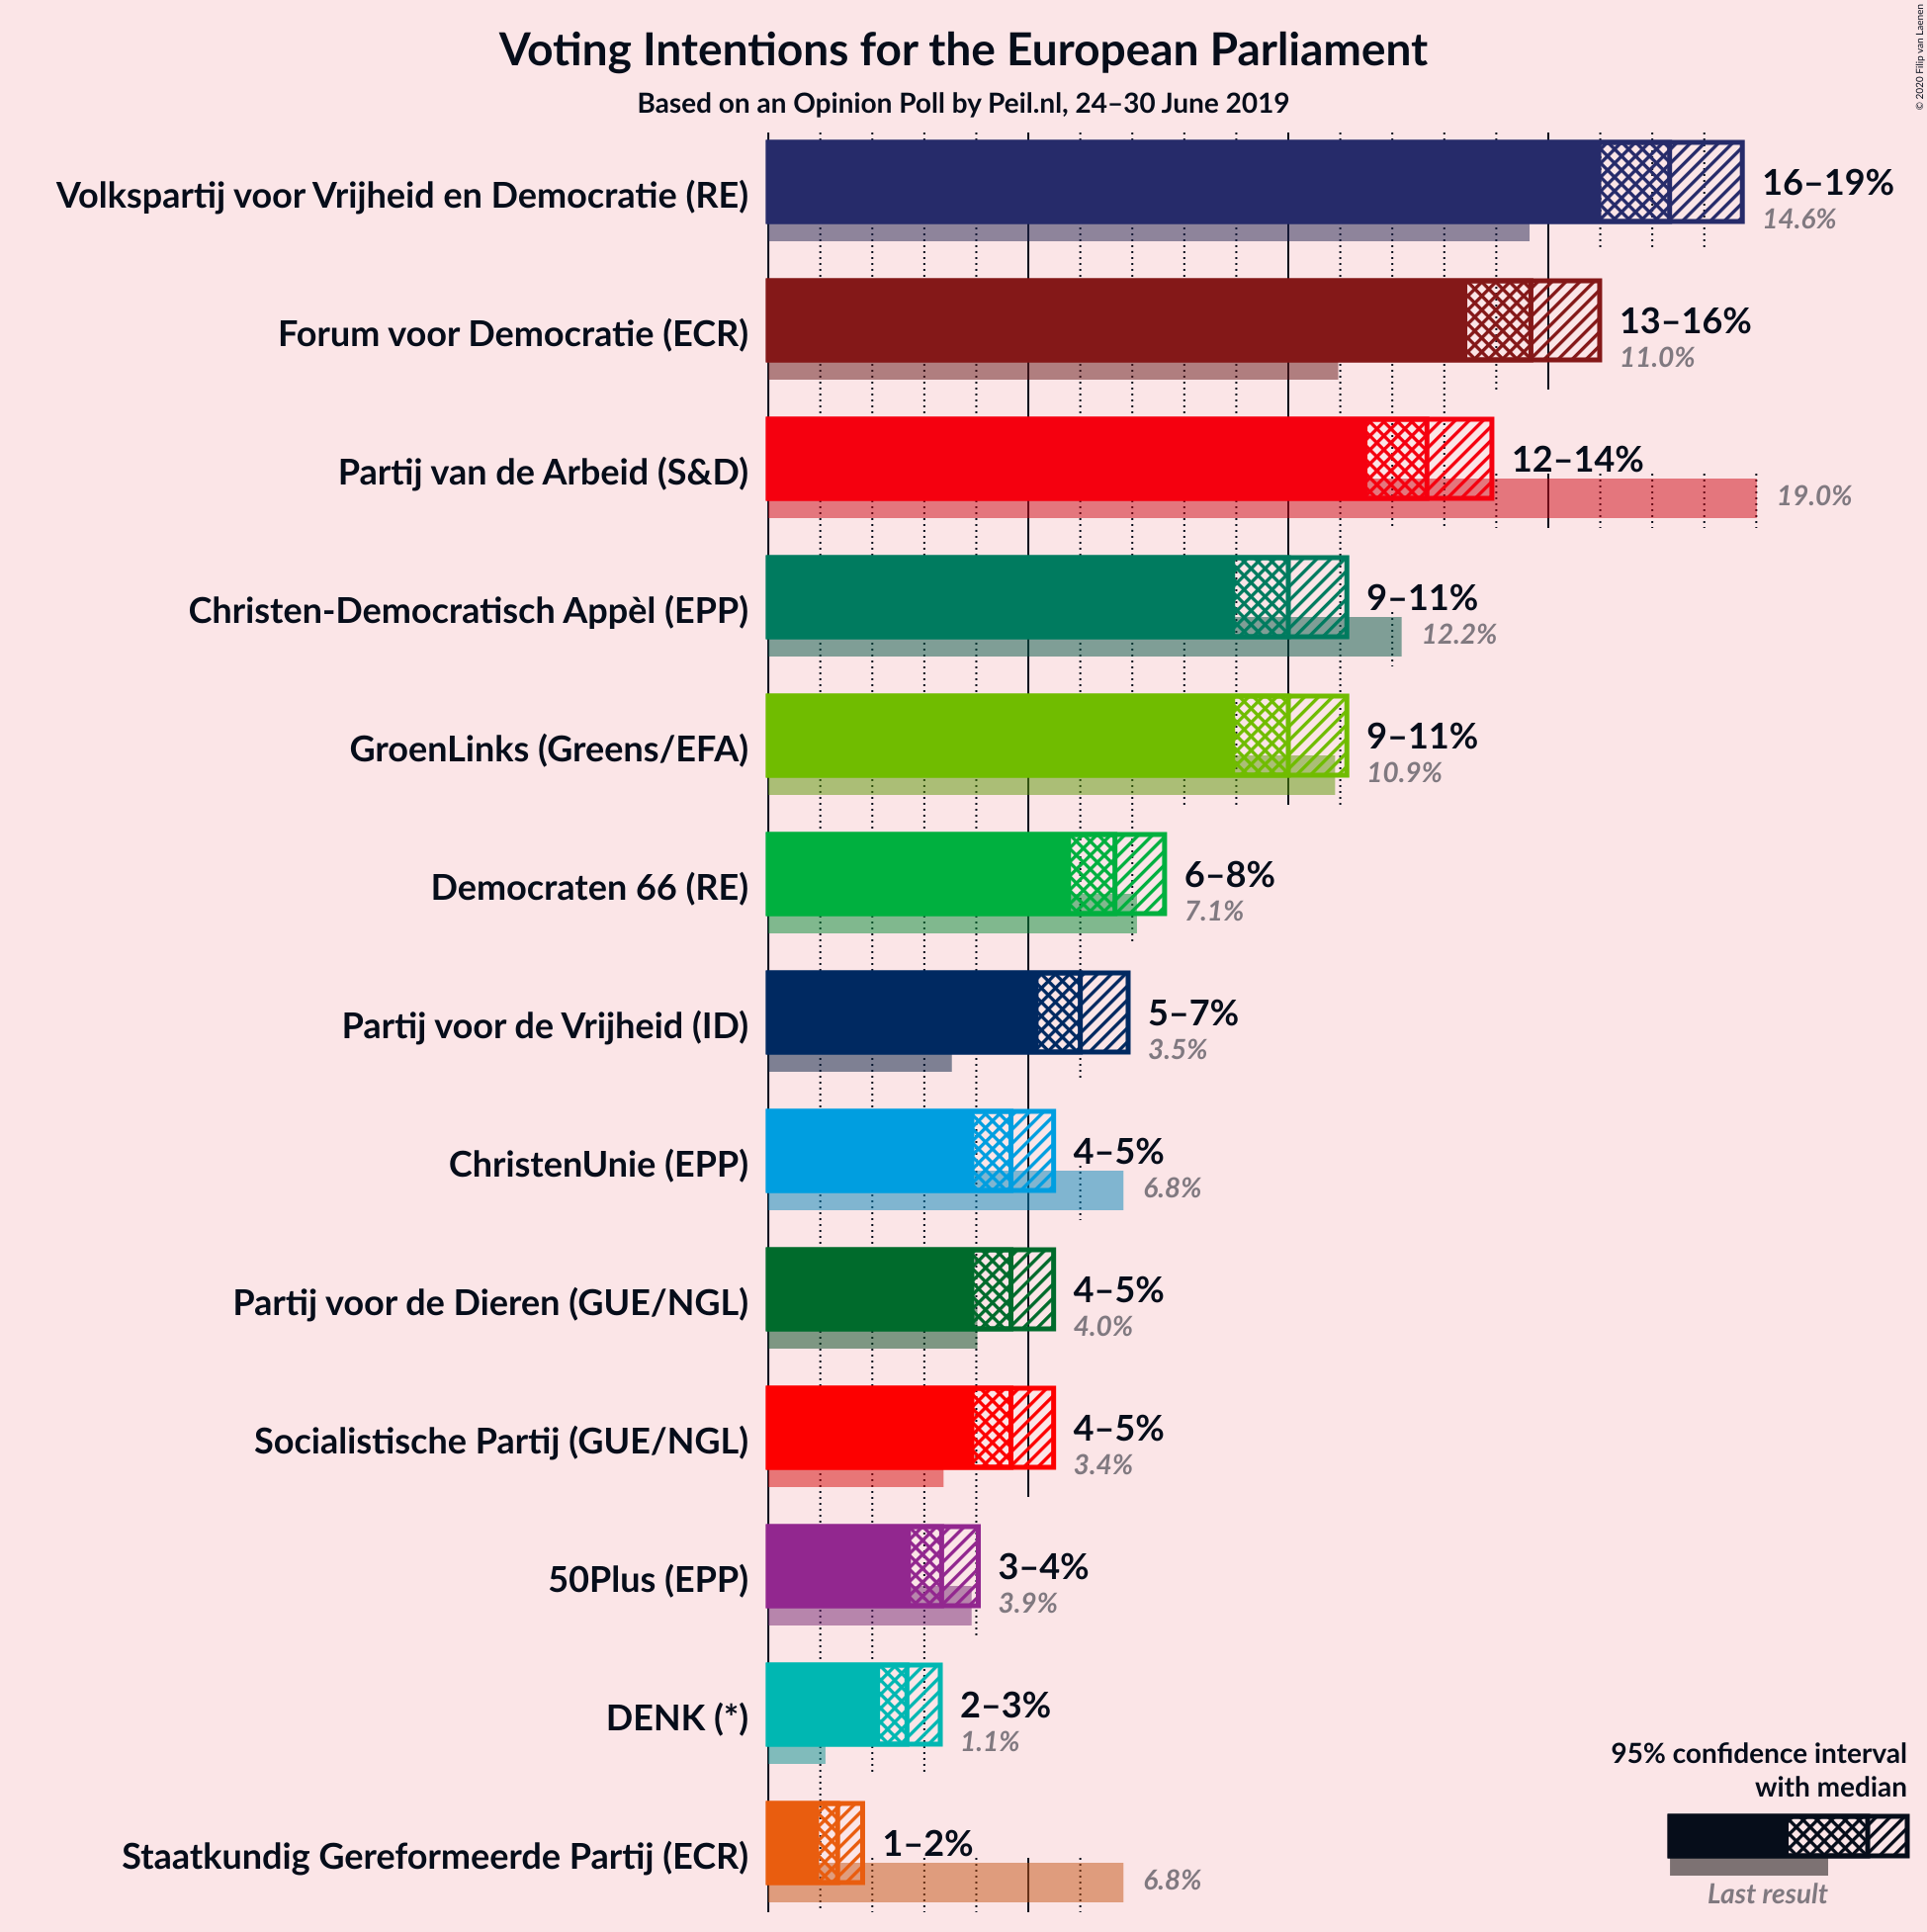 Voting Intentions for the European Parliament
Based on an Opinion Poll by Peil.nl, 24–30 June 2019
© 2020 Filip van Laenen
Volkspartij voor Vrijheid en Democratie (RE)
16–19%
14.6%
Forum voor Democratie (ECR)
13–16%
11.0%
Partij van de Arbeid (S&D)
12–14%
19.0%
Christen-Democratisch Appèl (EPP)
9–11%
12.2%
GroenLinks (Greens/EFA)
9–11%
10.9%
Democraten 66 (RE)
6–8%
7.1%
Partij voor de Vrijheid (ID)
5–7%
3.5%
ChristenUnie (EPP)
4–5%
6.8%
Partij voor de Dieren (GUE/NGL)
4–5%
4.0%
Socialistische Partij (GUE/NGL)
4–5%
3.4%
50Plus (EPP)
3–4%
3.9%
DENK (*)
2–3%
1.1%
Staatkundig Gereformeerde Partij (ECR)
1–2%
6.8%
95% confidence interval
with median
Last result